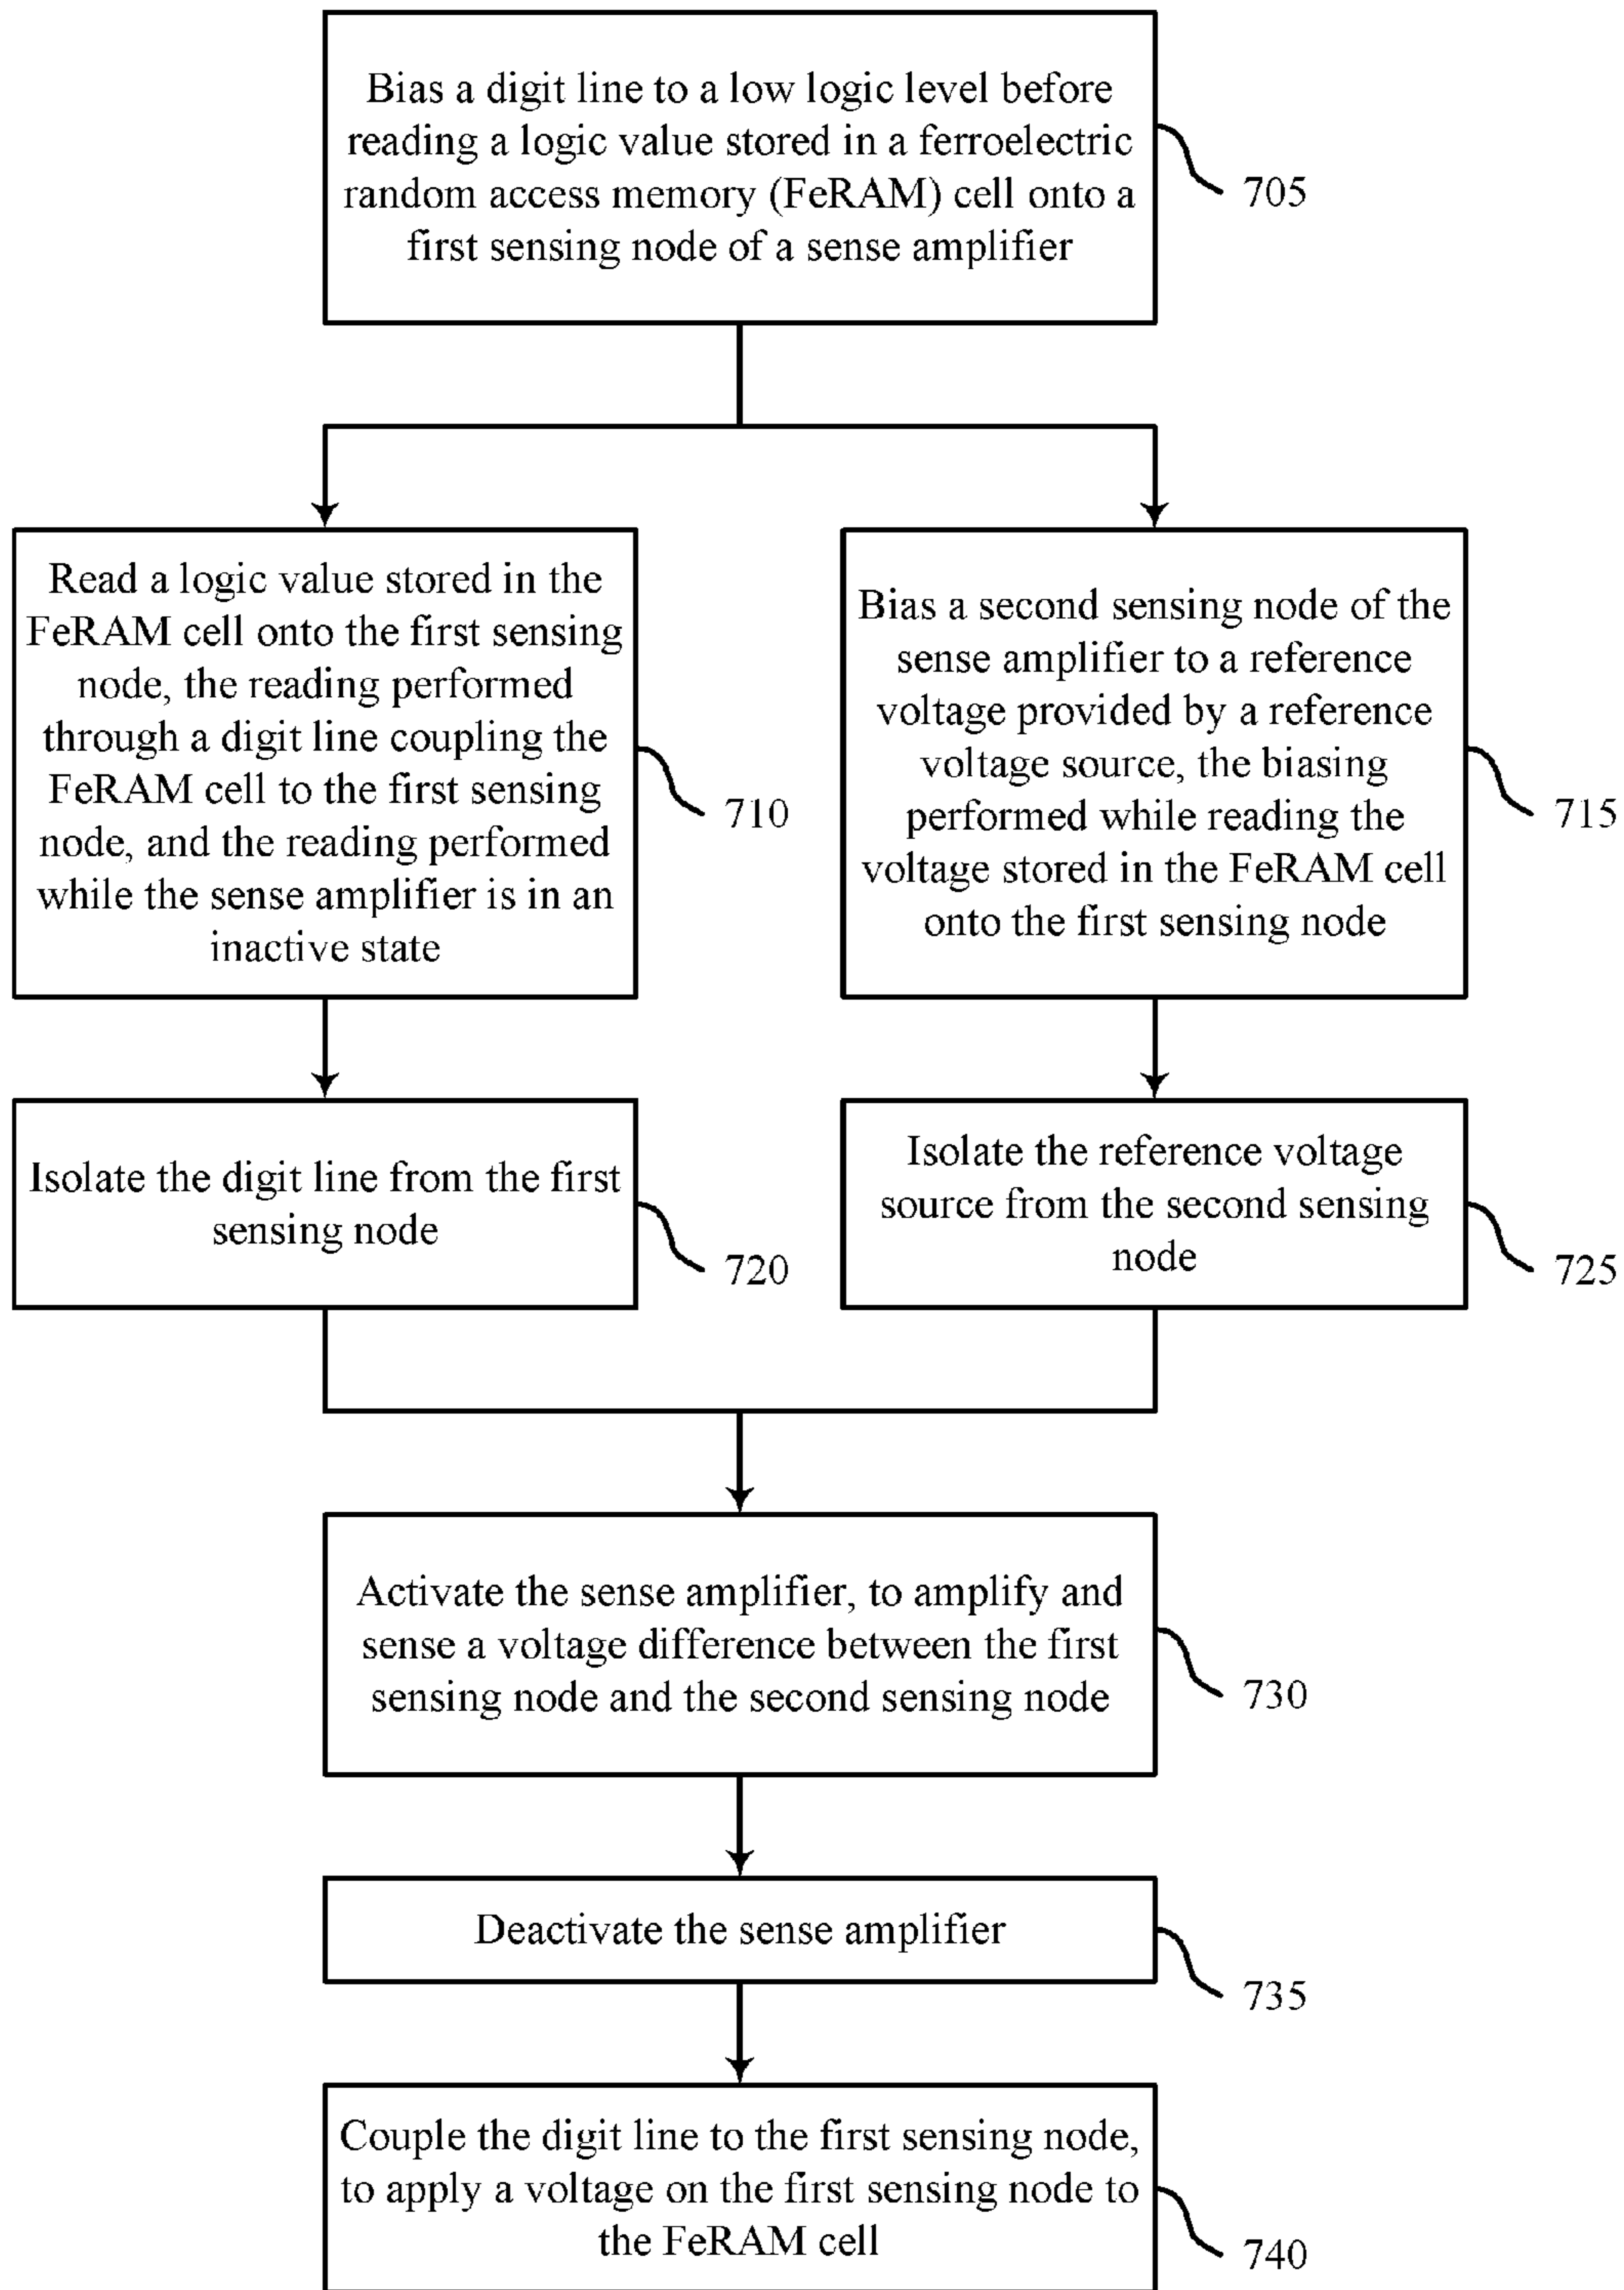 Bias a digit line to a low logic level before
reading a logic value stored in a ferroelectric
random access memory (FeRAM) cell onto a
first sensing node of a sense amplifier
705
Read a logic value stored in the
FeRAM cell onto the first sensing
node, the reading performed
through a digit line coupling the
FeRAM cell to the first sensing
node, and the reading performed
while the sense amplifier is in an
inactive state
710
Bias a second sensing node of the
sense amplifier to a reference
voltage provided by a reference
voltage source, the biasing
performed while reading the
voltage stored in the FeRAM cell
onto the first sensing node
715
Isolate the digit line from the first
sensing node
720
Isolate the reference voltage
source from the second sensing
node
725
Activate the sense amplifier, to amplify and
sense a voltage difference between the first
sensing node and the second sensing node
730
Deactivate the sense amplifier
735
Couple the digit line to the first sensing node,
to apply a voltage on the first sensing node to
the FeRAM cell
740